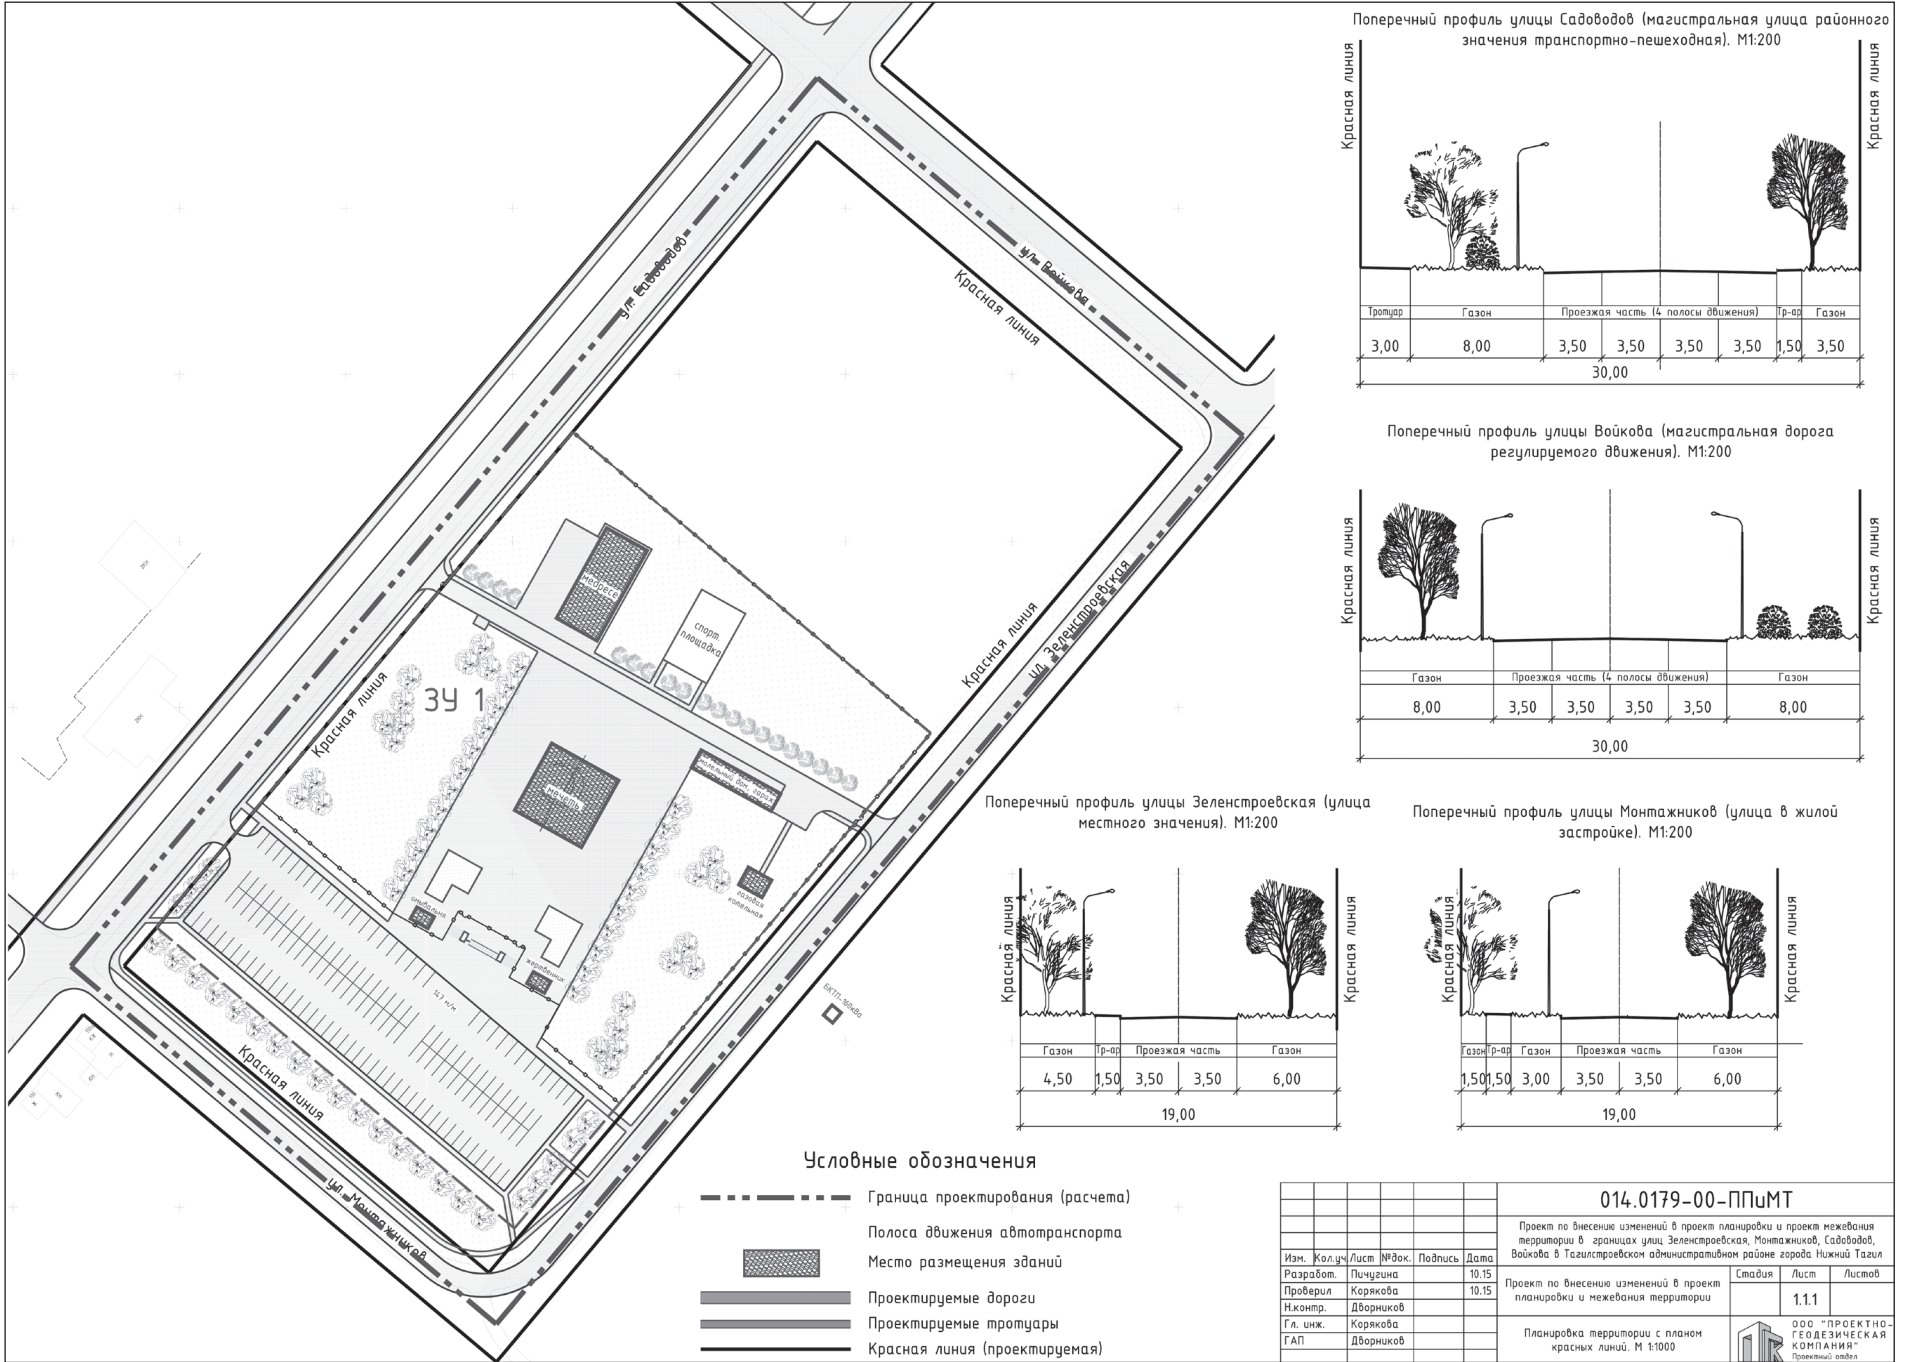 Поперечный профиль улицы Садоводов (магистральная улица районного
значения транспортно-пешеходная). М1:200
Красная линия
Красная линия
Тротуар Газон Проезжая часть (4 полосы движения) Тр-ар Газон
3,00 8,00 3,50 3,50 3,50 3,50 1,50 3,50
30,00
Поперечный профиль улицы Войкова (магистральная дорога
регулируемого движения). М1:200
Красная линия
Красная линия
Газон Проезжая часть (4 полосы движения) Газон
8,00 3,50 3,50 3,50 3,50 8,00
30,00
Поперечный профиль улицы Зеленстроевская (улица
местного значения). М1:200
Красная линия
Красная линия
Газон Тр-ар Проезжая часть Газон
4,50 1,50 3,50 3,50 6,00
19,00
Поперечный профиль улицы Монтажников (улица в жилой
застройке). М1:200
Красная линия
Красная линия
Газон Тр-ар Газон Проезжая часть Газон
1,50 1,50 3,00 3,50 3,50 6,00
19,00
ул. Садоводов
ул. Войкова
Красная линия
ул. Зеленстроевская
Красная линия
Красная линия
ЗУ 1
медресе
спорт.
площадка
мечеть
молельный дом, гараж
газовая
котельная
омывальня
жертвенник
147 м/м
БКТП-160кВа
Красная линия
ул. Монтажников
2КН
2КН
КЖ
Ж
КН
КН
Ж
Условные обозначения
Граница проектирования (расчета)
Полоса движения автотранспорта
Место размещения зданий
Проектируемые дороги
Проектируемые тротуары
Красная линия (проектируемая)
014.0179-00-ППиМТ
Проект по внесению изменений в проект планировки и проект межевания
территории в границах улиц Зеленстроевская, Монтажников, Садоводов,
Войкова в Тагилстроевском административном районе города Нижний Тагил
Изм. Кол.уч Лист №док. Подпись Дата
Разработ. Пичугина 10.15
Проверил Корякова 10.15
Н.контр. Дворников
Гл. инж. Корякова
ГАП Дворников
Проект по внесению изменений в проект
планировки и межевания территории
Стадия Лист Листов
1.1.1
Планировка территории с планом
красных линий. М 1:1000
ООО "ПРОЕКТНО-
ГЕОДЕЗИЧЕСКАЯ
КОМПАНИЯ"
Проектный отдел